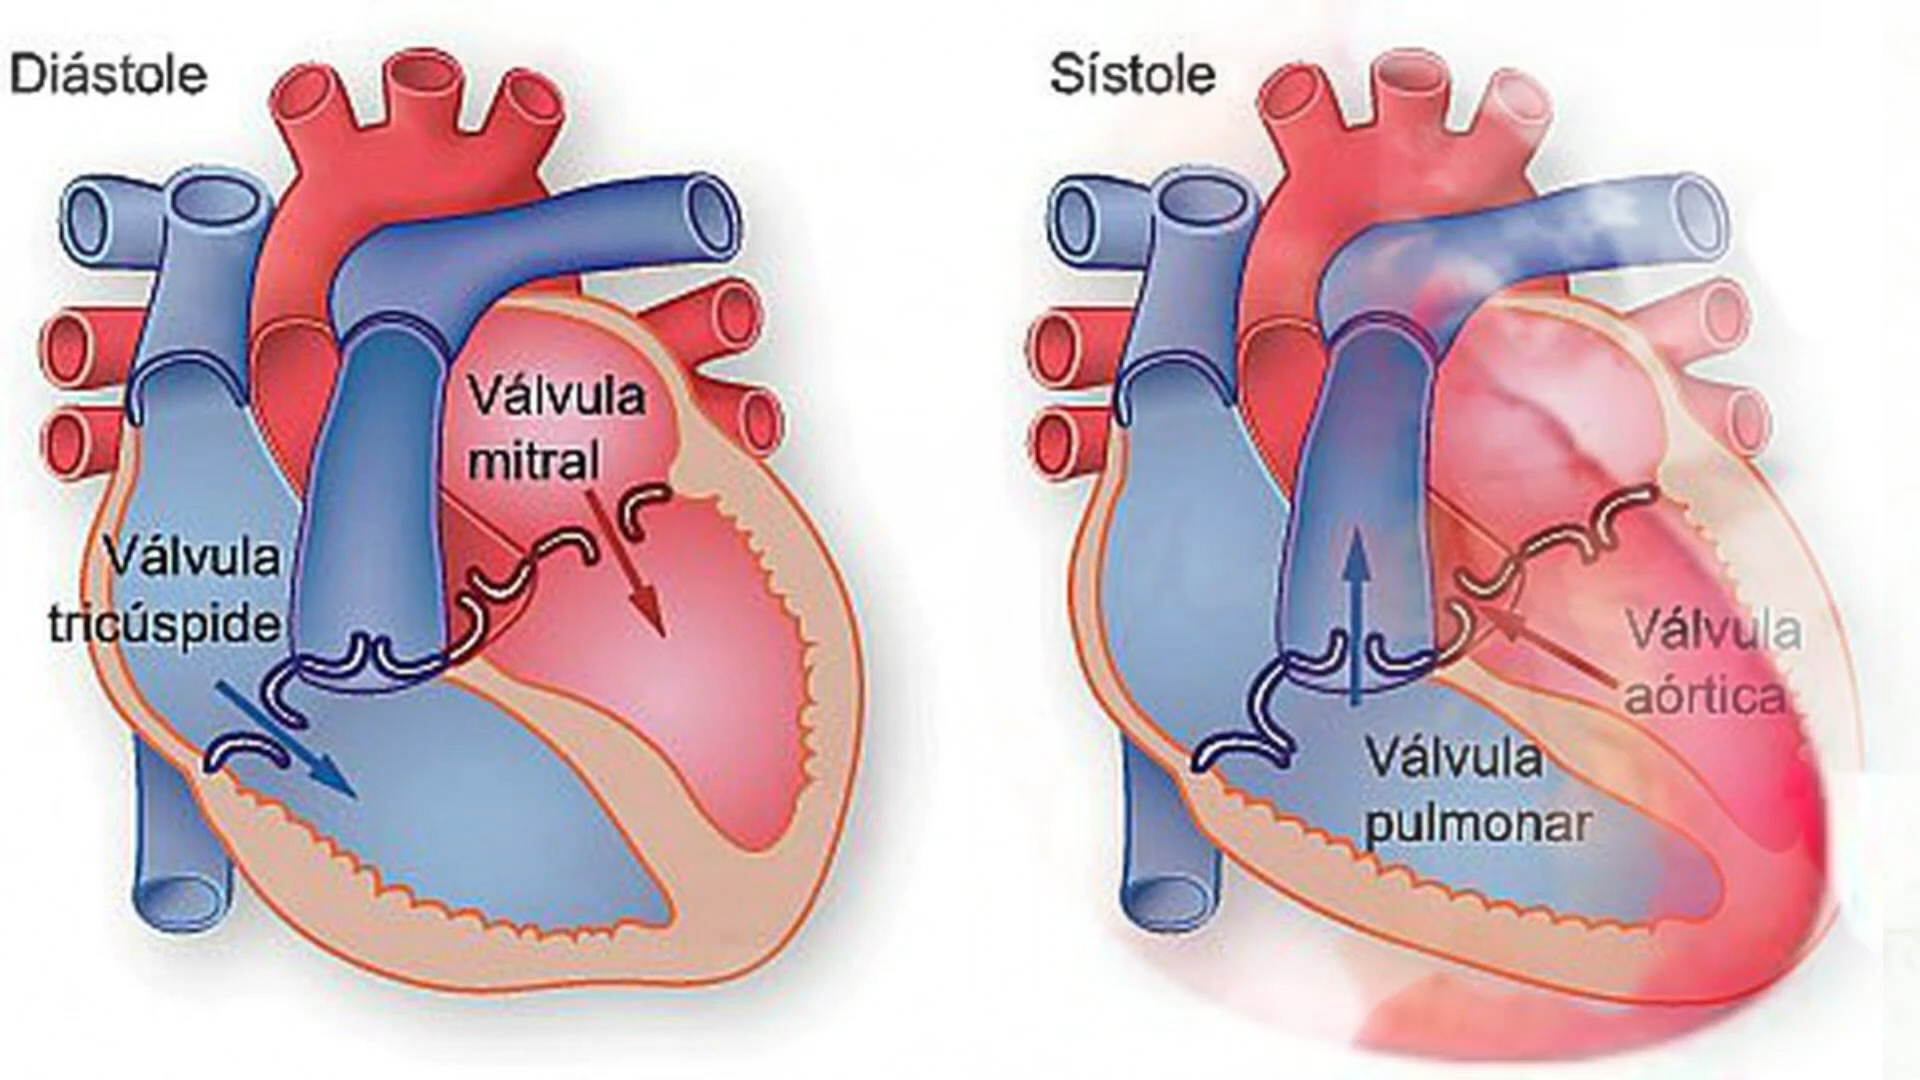 Diástole
Válvula
mitral
Válvula
tricúspide
Sístole
Válvula
aórtica
Válvula
pulmonar